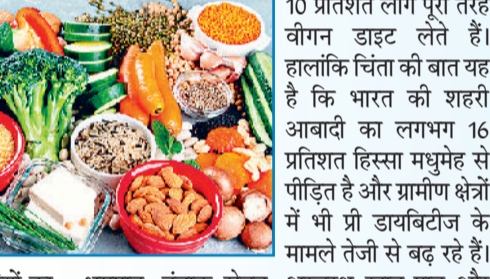 10 प्रतिशत लोग पूरी तरह
वीगन डाइट लेते हैं।
हालांकि चिंता की बात यह
है कि भारत की शहरी
आबादी का लगभग 16
प्रतिशत हिस्सा मधुमेह से
पीड़ित है और ग्रामीण क्षेत्रों
में भी प्री डायबिटीज के
मामले तेजी से बढ़ रहे हैं।